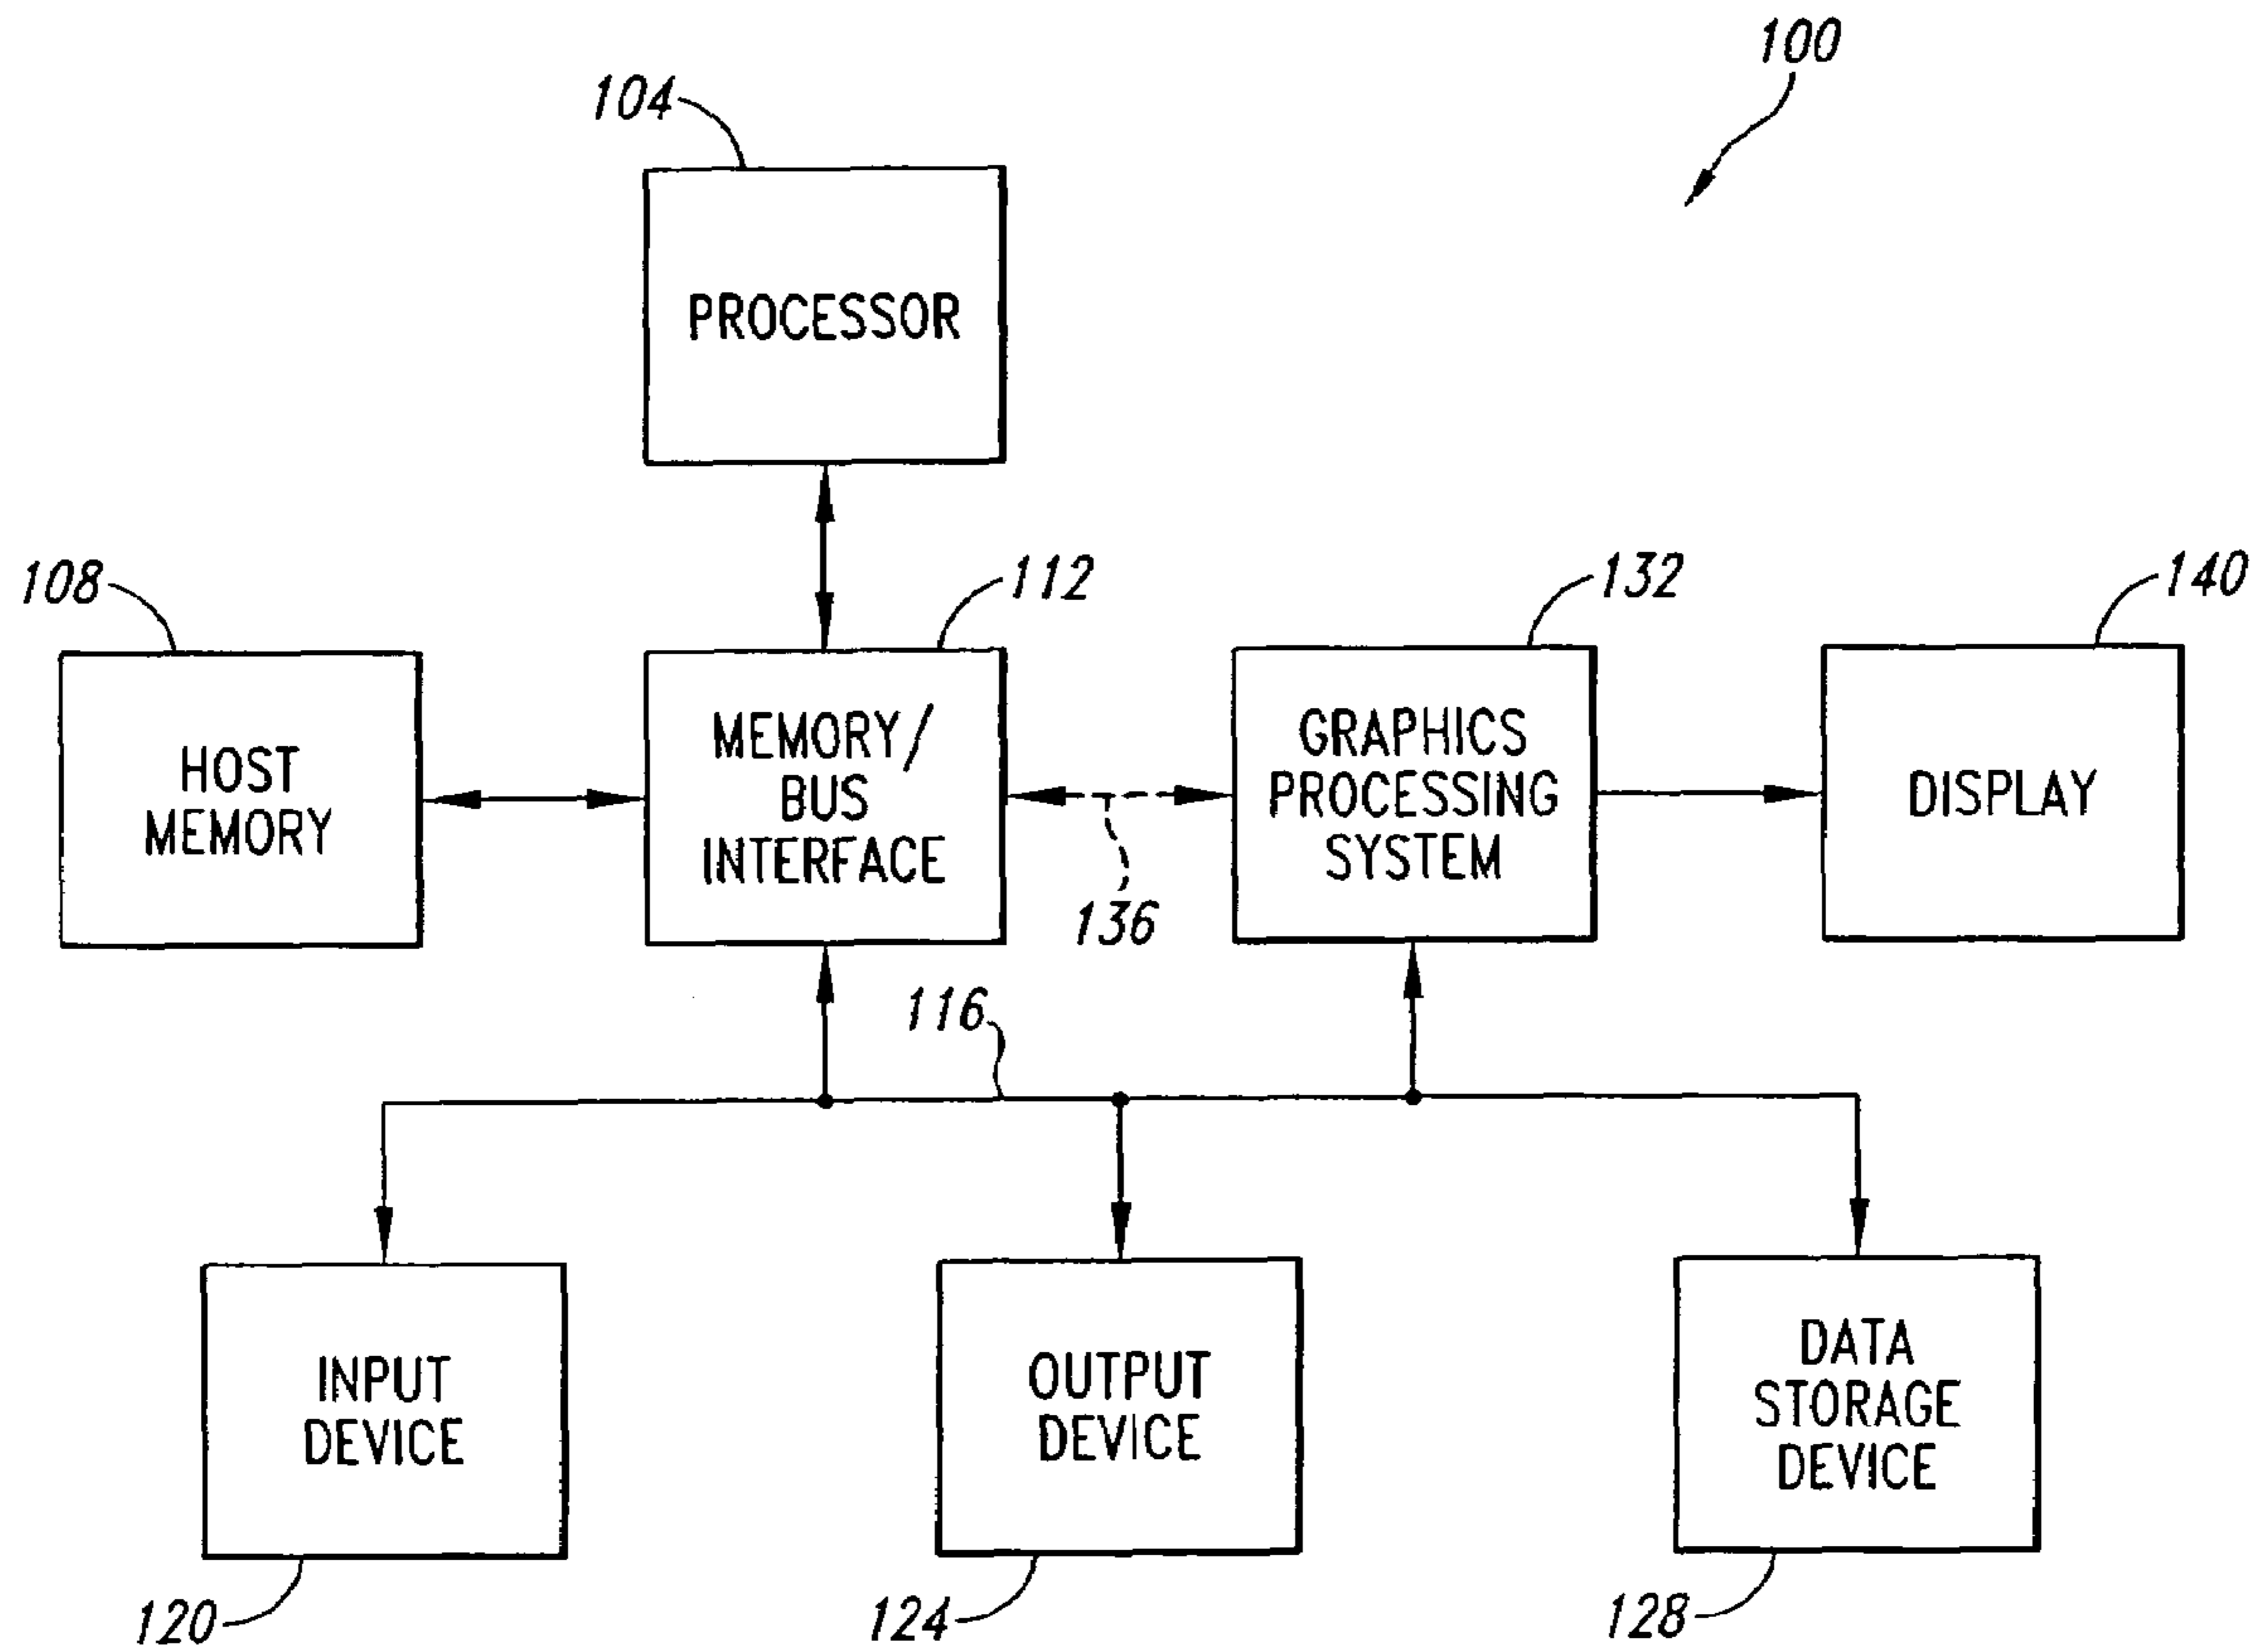 100
104
PROCESSOR
108
112
132
140
HOST
MEMORY
MEMORY/
BUS
INTERFACE
GRAPHICS
PROCESSING
SYSTEM
DISPLAY
136
116
INPUT
DEVICE
OUTPUT
DEVICE
DATA
STORAGE
DEVICE
120
124
128